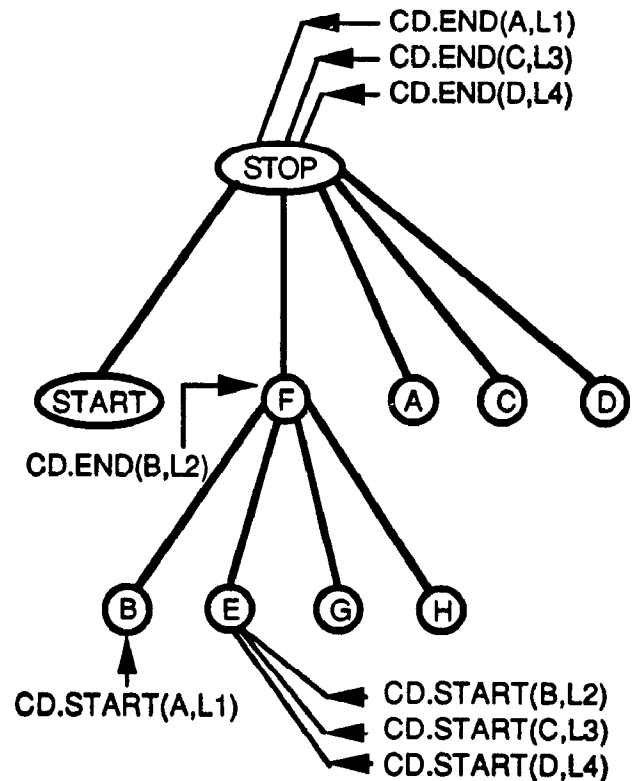 CD.END(A,L1)
CD.END(C,L3)
CD.END(D,L4)
STOP
START
F
A
C
D
CD.END(B,L2)
B
E
G
H
CD.START(A,L1)
CD.START(B,L2)
CD.START(C,L3)
CD.START(D,L4)